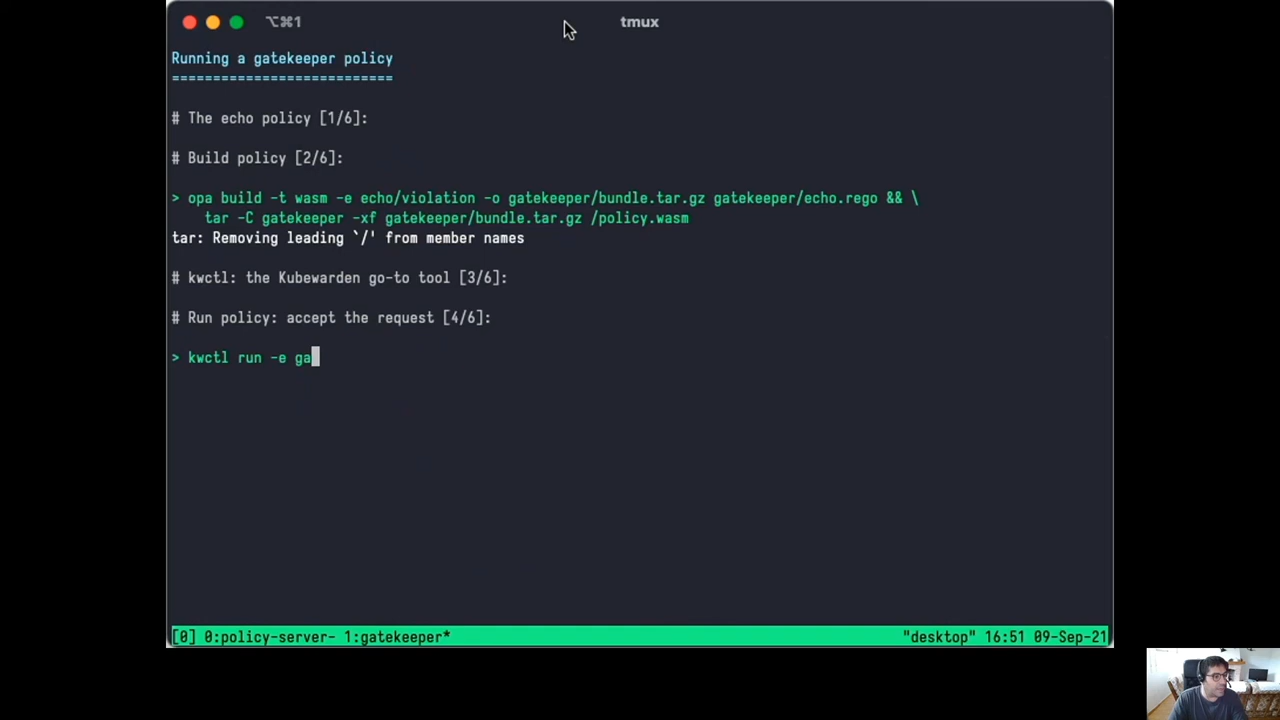 ⌥⌘1 tmux
Running a gatekeeper policy
===========================
# The echo policy [1/6]:
# Build policy [2/6]:
> opa build -t wasm -e echo/violation -o gatekeeper/bundle.tar.gz gatekeeper/echo.rego && \
tar -C gatekeeper -xf gatekeeper/bundle.tar.gz /policy.wasm
tar: Removing leading `/' from member names
# kwctl: the Kubewarden go-to tool [3/6]:
# Run policy: accept the request [4/6]:
> kwctl run -e ga
[0] 0:policy-server- 1:gatekeeper* "desktop" 16:51 09-Sep-21